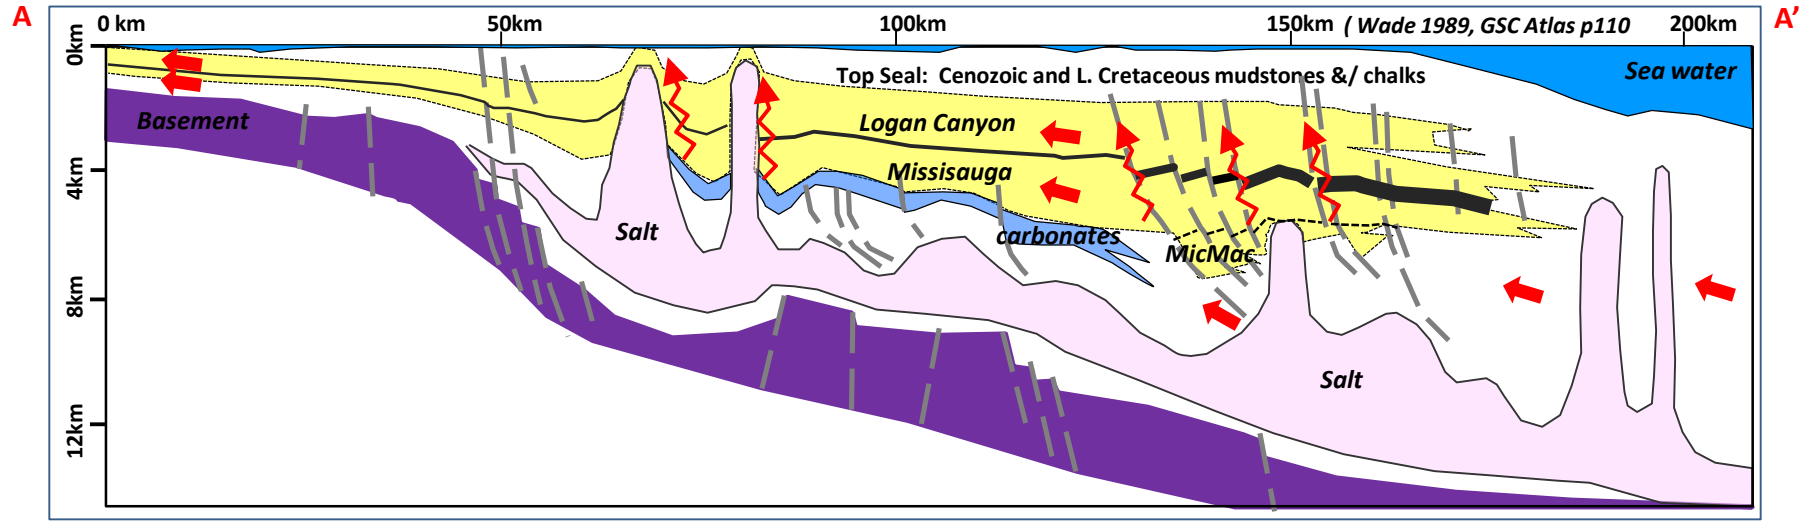 A
A’
0 km
50km
100km
150km
( Wade 1989, GSC Atlas p110
200km
0km
4km
8km
12km
Top Seal: Cenozoic and L. Cretaceous mudstones &/ chalks
Sea water
Basement
Logan Canyon
Missisauga
Salt
carbonates
MicMac
Salt